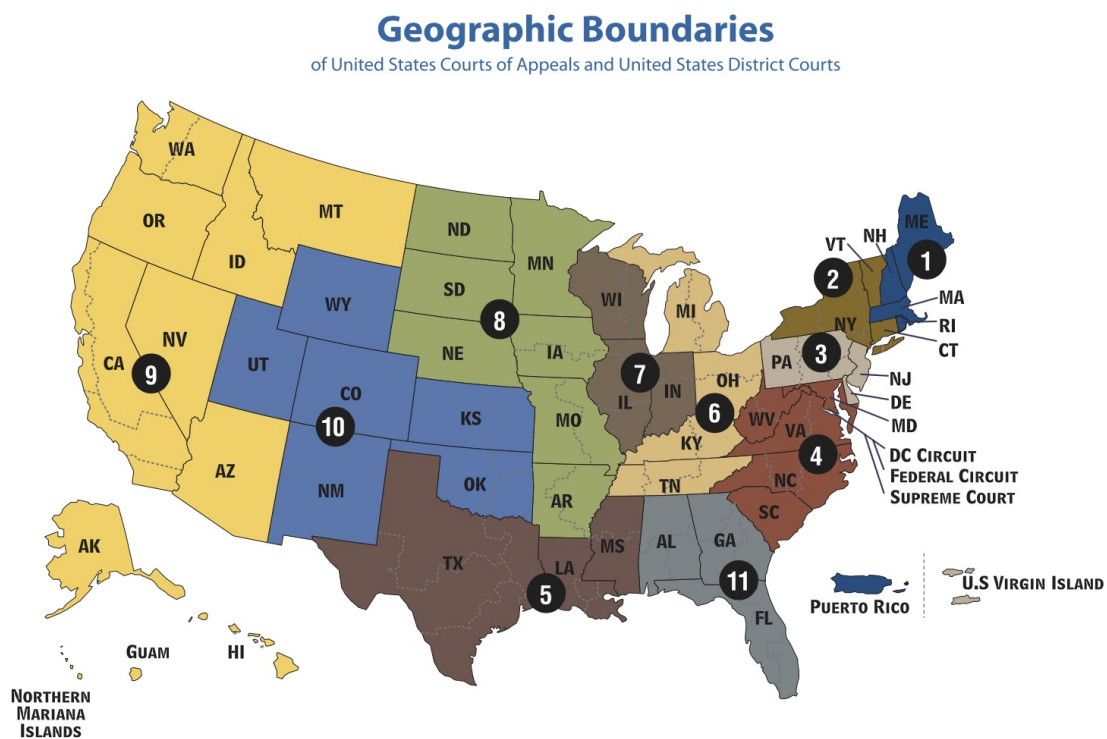 Geographic Boundaries
of United States Courts of Appeals and United States District Courts
WA
OR
ID
MT
CA
NV
9
AZ
WY
UT
CO
10
NM
KS
OK
ND
SD
NE
MN
8
IA
MO
AR
TX
LA
5
MS
WI
7
IL
IN
MI
OH
6
KY
TN
AL
GA
11
FL
WV
VA
4
NC
SC
PA
3
NY
2
VT
NH
ME
1
MA
RI
CT
NJ
DE
MD
DC CIRCUIT
FEDERAL CIRCUIT
SUPREME COURT
PUERTO RICO
U.S VIRGIN ISLAND
AK
GUAM
HI
NORTHERN
MARIANA
ISLANDS